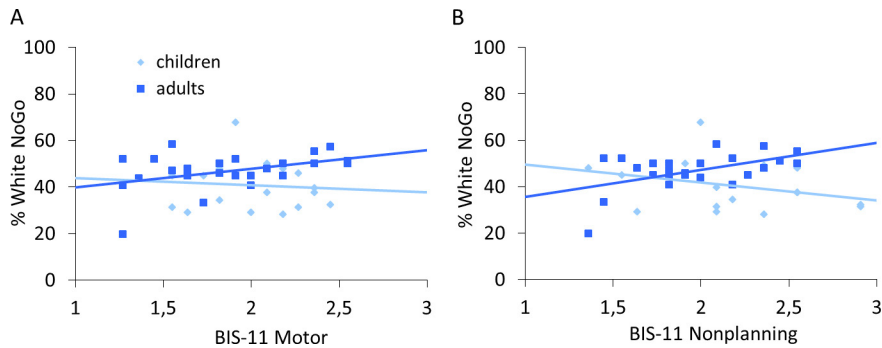 A
% White NoGo
100
80
60
40
20
0
children
adults
1
1,5
2
2,5
3
BIS-11 Motor
B
% White NoGo
100
80
60
40
20
0
1
1,5
2
2,5
3
BIS-11 Nonplanning